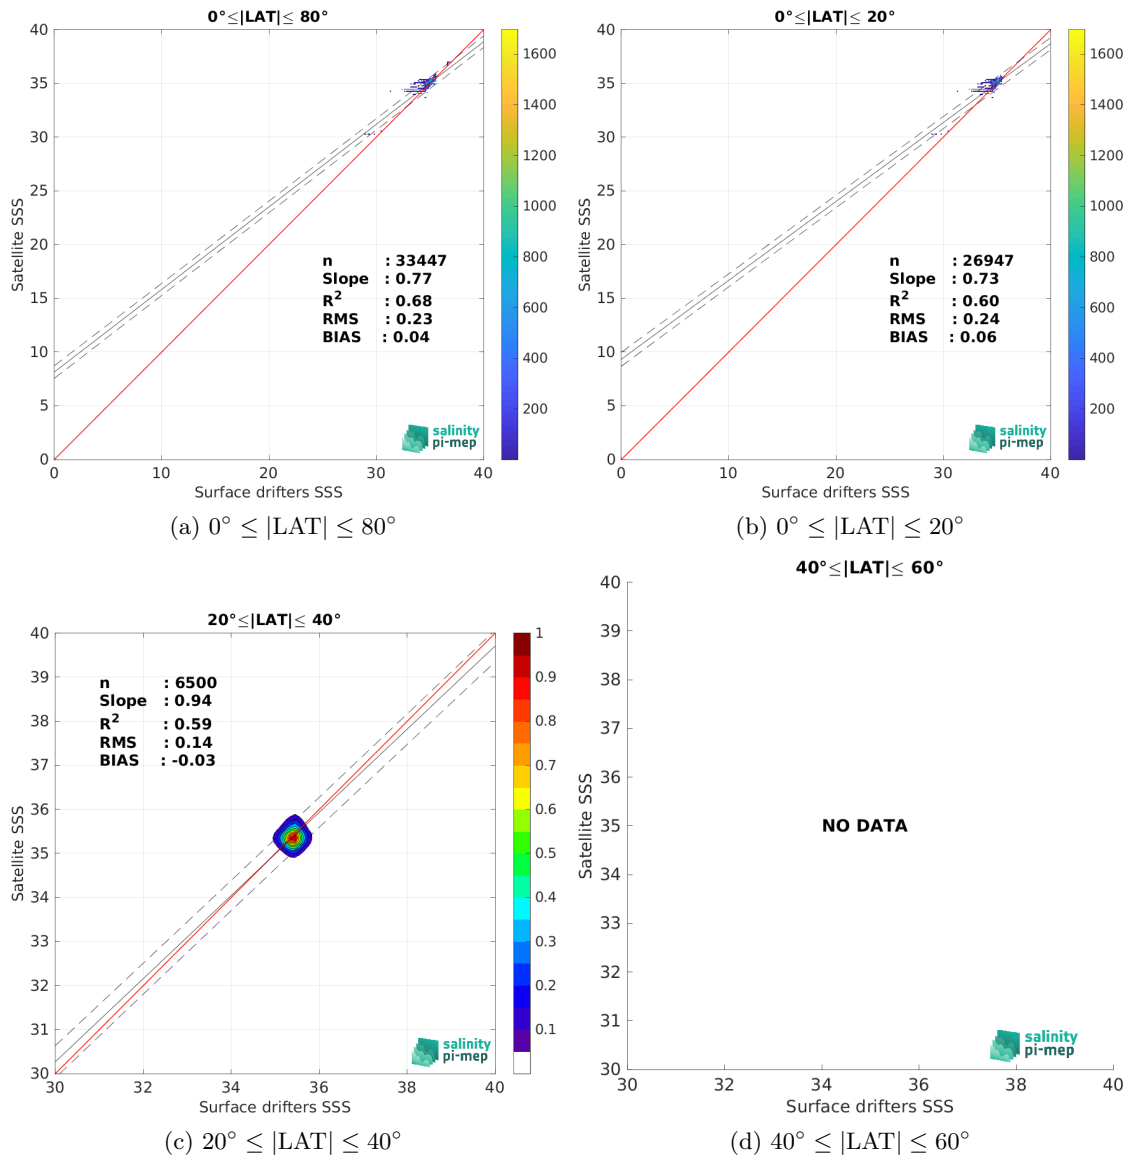 0°≤|LAT|≤ 80°
40
35
30
25
20
15
10
5
0
Satellite SSS
n : 33447
Slope : 0.77
R² : 0.68
RMS : 0.23
BIAS : 0.04
salinity
pi-mep
0 10 20 30 40
Surface drifters SSS
1600
1400
1200
1000
800
600
400
200
(a) 0° ≤ |LAT| ≤ 80°
0°≤|LAT|≤ 20°
40
35
30
25
20
15
10
5
0
Satellite SSS
n : 26947
Slope : 0.73
R² : 0.60
RMS : 0.24
BIAS : 0.06
salinity
pi-mep
0 10 20 30 40
Surface drifters SSS
1600
1400
1200
1000
800
600
400
200
(b) 0° ≤ |LAT| ≤ 20°
20°≤|LAT|≤ 40°
40
39
38
37
36
35
34
33
32
31
30
Satellite SSS
n : 6500
Slope : 0.94
R² : 0.59
RMS : 0.14
BIAS : -0.03
salinity
pi-mep
30 32 34 36 38 40
Surface drifters SSS
1
0.9
0.8
0.7
0.6
0.5
0.4
0.3
0.2
0.1
(c) 20° ≤ |LAT| ≤ 40°
40°≤|LAT|≤ 60°
40
39
38
37
36
35
34
33
32
31
30
Satellite SSS
NO DATA
salinity
pi-mep
30 32 34 36 38 40
Surface drifters SSS
(d) 40° ≤ |LAT| ≤ 60°